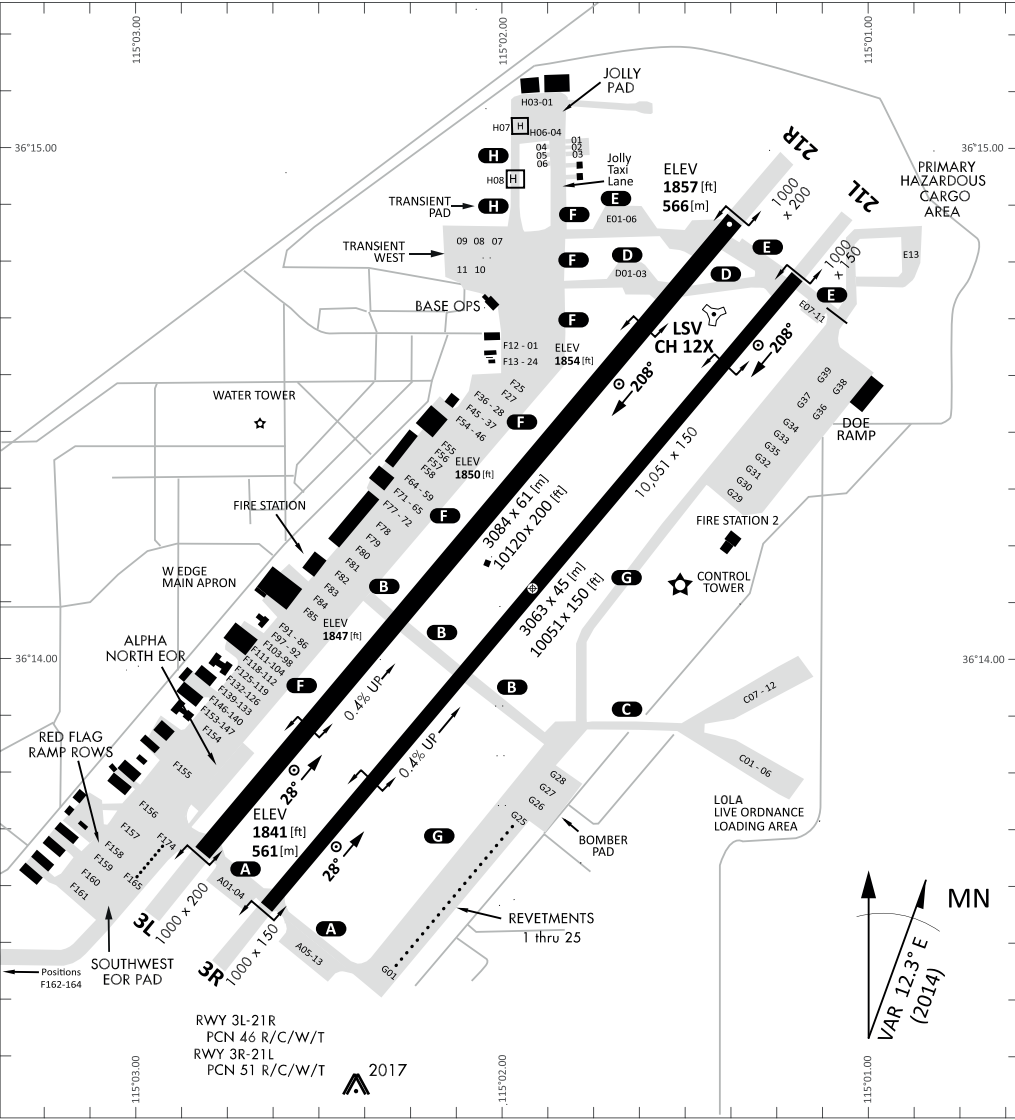 115°03.00
115°02.00
115°01.00
JOLLY
PAD
H03-01
H07
H
H06-04
01
02
03
04
05
06
36°15.00
36°15.00
H
H08
H
Jolly
Taxi
Lane
TRANSIENT
PAD
H
F
E
E01-06
ELEV
1857 [ft]
566 [m]
21R
1000
x 200
21L
1000
x 150
PRIMARY
HAZARDOUS
CARGO
AREA
TRANSIENT
WEST
09 08 07
11 10
F
D
D01-03
D
E
E
E13
E07-11
BASE OPS
F
LSV
CH 12X
208°
208°
F12 - 01
F13 - 24
ELEV
1854 [ft]
F25
F27
F36 - 28
F45 - 37
F54 - 46
F
WATER TOWER
G39
G38
G37
G36
G34
G33
G35
G32
G31
G30
G29
DOE
RAMP
F55
F56
F57
F58
ELEV
1850 [ft]
F64 - 59
F71 - 65
F77 - 72
10,051 x 150
FIRE STATION
F
3084 x 61 [m]
10120x 200 [ft]
FIRE STATION 2
F78
F79
F80
F81
F82
F83
F84
F85
W EDGE
MAIN APRON
B
G
CONTROL
TOWER
3063 x 45 [m]
10051x 150 [ft]
ELEV
1847 [ft]
B
ALPHA
NORTH EOR
F91 - 86
F97 - 92
F103-98
F111-104
F118-112
F125-119
F132-126
F139-133
F146-140
F153-147
F154
36°14.00
36°14.00
F
B
C
C07 - 12
C01 - 06
0.4% UP
0.4% UP
RED FLAG
RAMP ROWS
F155
F156
F157
F158
F159
F160
F161
F174
F165
28°
28°
ELEV
1841 [ft]
561 [m]
G28
G27
G26
G25
LOLA
LIVE ORDNANCE
LOADING AREA
G
BOMBER
PAD
A
A01-04
3L
1000 x 200
A
A05-13
3R
1000 x 150
G01
REVETMENTS
1 thru 25
SOUTHWEST
EOR PAD
Positions
F162-164
MN
VAR 12.3° E
(2014)
RWY 3L-21R
PCN 46 R/C/W/T
RWY 3R-21L
PCN 51 R/C/W/T
2017
115°03.00
115°02.00
115°01.00